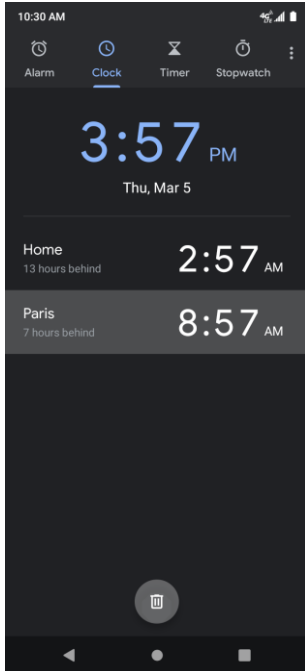 10:30 AM
Alarm Clock Timer Stopwatch
3:57 PM
Thu, Mar 5
Home
13 hours behind
2:57 AM
Paris
7 hours behind
8:57 AM